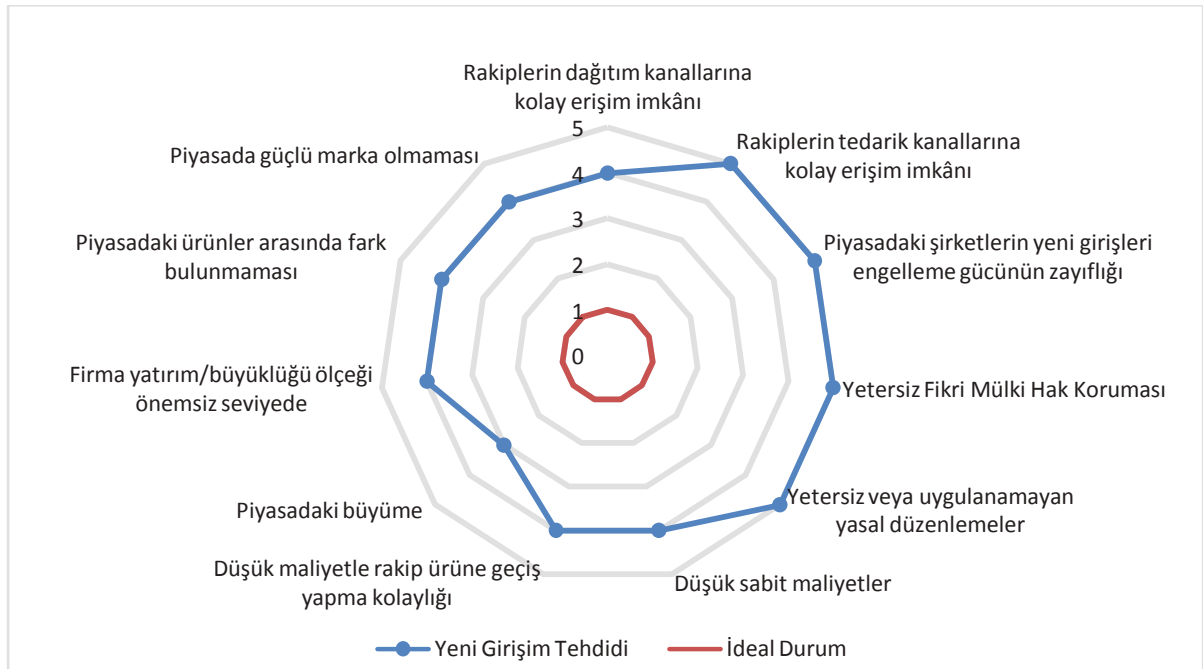 Rakiplerin dağıtım kanallarına
kolay erişim imkânı
Rakiplerin tedarik kanallarına
kolay erişim imkânı
Piyasadaki şirketlerin yeni girişleri
engelleme gücünün zayıflığı
Yetersiz Fikri Mülki Hak Koruması
Yetersiz veya uygulanamayan
yasal düzenlemeler
Düşük sabit maliyetler
Düşük maliyetle rakip ürüne geçiş
yapma kolaylığı
Piyasadaki büyüme
Firma yatırım/büyüklüğü ölçeği
önemsiz seviyede
Piyasadaki ürünler arasında fark
bulunmaması
Piyasada güçlü marka olmaması
5
4
3
2
1
0
Yeni Girişim Tehdidi
İdeal Durum